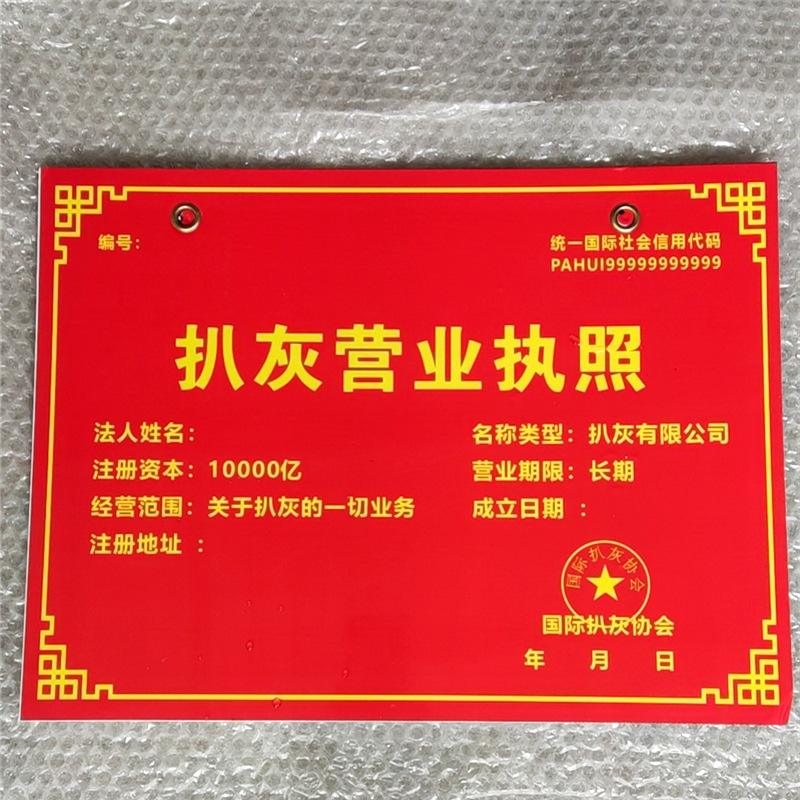 编号：
统一国际社会信用代码
PAHUI99999999999
扒灰营业执照
法人姓名：
名称类型：扒灰有限公司
注册资本：10000亿
营业期限：长期
经营范围：关于扒灰的一切业务
成立日期 ：
注册地址 ：
国际扒灰协会
国际扒灰协会
年 月 日